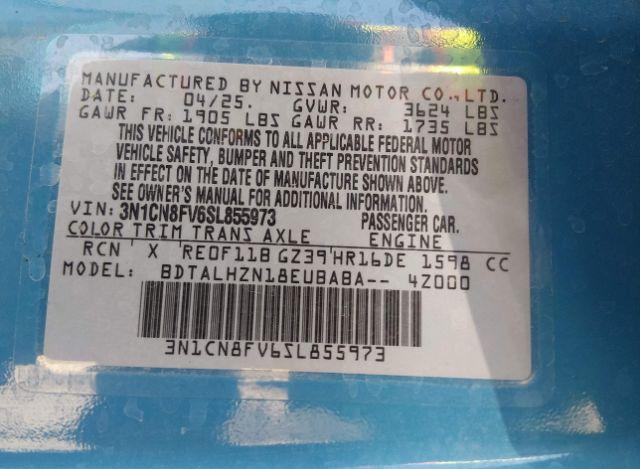 MANUFACTURED BY NISSAN MOTOR CO.,LTD.
DATE: 04/25. GVWR: 3624 LBS
GAWR FR: 1905 LBS GAWR RR: 1735 LBS
THIS VEHICLE CONFORMS TO ALL APPLICABLE FEDERAL MOTOR
VEHICLE SAFETY, BUMPER AND THEFT PREVENTION STANDARDS
IN EFFECT ON THE DATE OF MANUFACTURE SHOWN ABOVE.
SEE OWNER'S MANUAL FOR ADDITIONAL INFORMATION.
VIN: 3N1CN8FV6SL855973 PASSENGER CAR.
COLOR TRIM TRANS AXLE ENGINE
RCN X RE0F11B GZ39 HR16DE 1598 CC
MODEL: BDTALHZN18EUBABA-- 4Z000
3N1CN8FV6SL855973